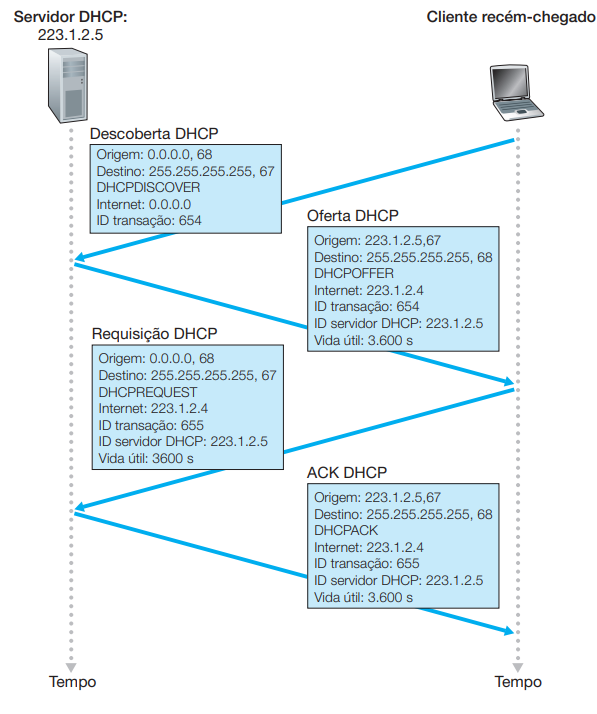 Servidor DHCP:
223.1.2.5
Cliente recém-chegado
Descoberta DHCP
Origem: 0.0.0.0, 68
Destino: 255.255.255.255, 67
DHCPDISCOVER
Internet: 0.0.0.0
ID transação: 654
Oferta DHCP
Origem: 223.1.2.5,67
Destino: 255.255.255.255, 68
DHCPOFFER
Internet: 223.1.2.4
ID transação: 654
ID servidor DHCP: 223.1.2.5
Vida útil: 3.600 s
Requisição DHCP
Origem: 0.0.0.0, 68
Destino: 255.255.255.255, 67
DHCPREQUEST
Internet: 223.1.2.4
ID transação: 655
ID servidor DHCP: 223.1.2.5
Vida útil: 3600 s
ACK DHCP
Origem: 223.1.2.5,67
Destino: 255.255.255.255, 68
DHCPACK
Internet: 223.1.2.4
ID transação: 655
ID servidor DHCP: 223.1.2.5
Vida útil: 3.600 s
Tempo
Tempo